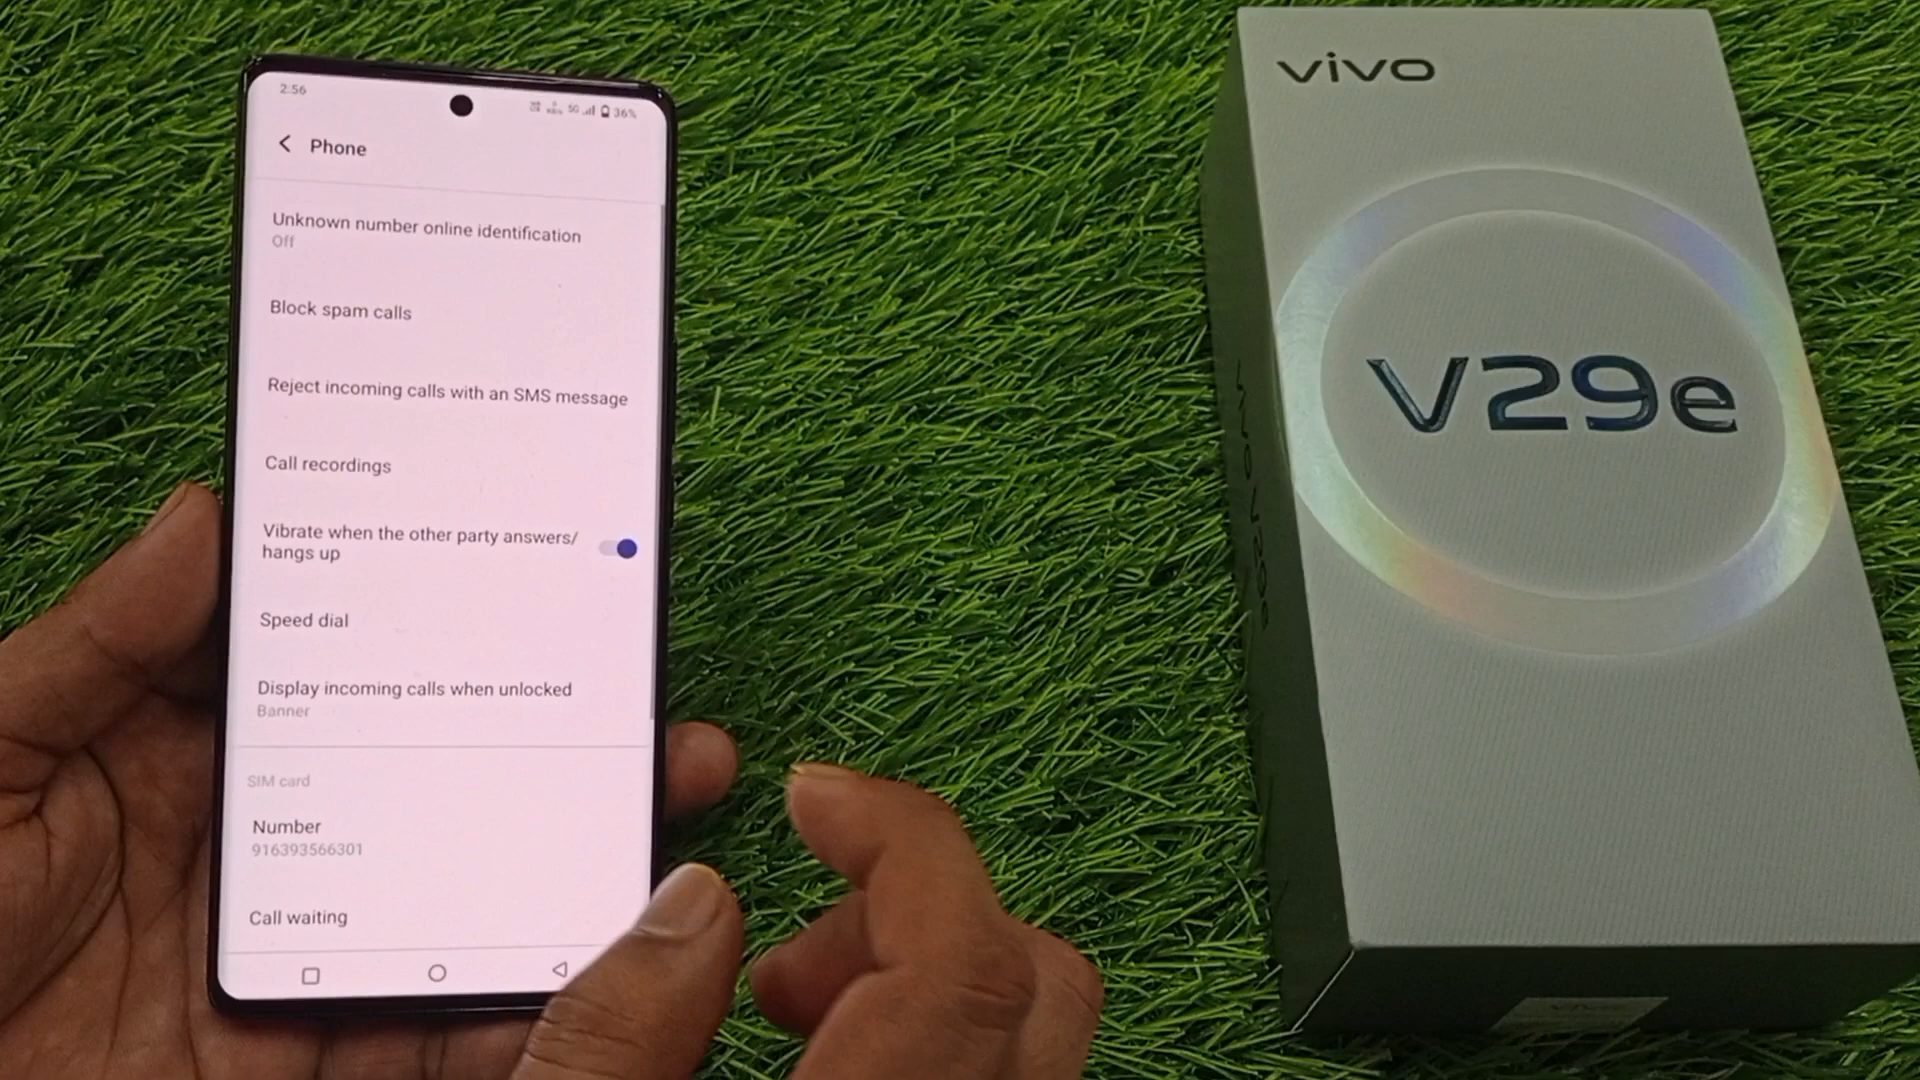 2:56
5G 36%
Phone
Unknown number online identification
Off
Block spam calls
Reject incoming calls with an SMS message
Call recordings
Vibrate when the other party answers/
hangs up
Speed dial
Display incoming calls when unlocked
Banner
SIM card
Number
916393566301
Call waiting
vivo
V29e